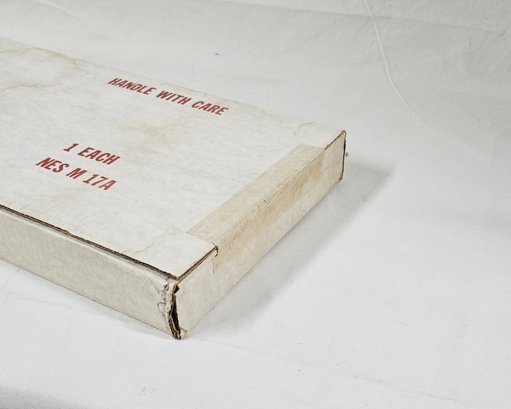 HANDLE WITH CARE
1 EACH
NES M 17A